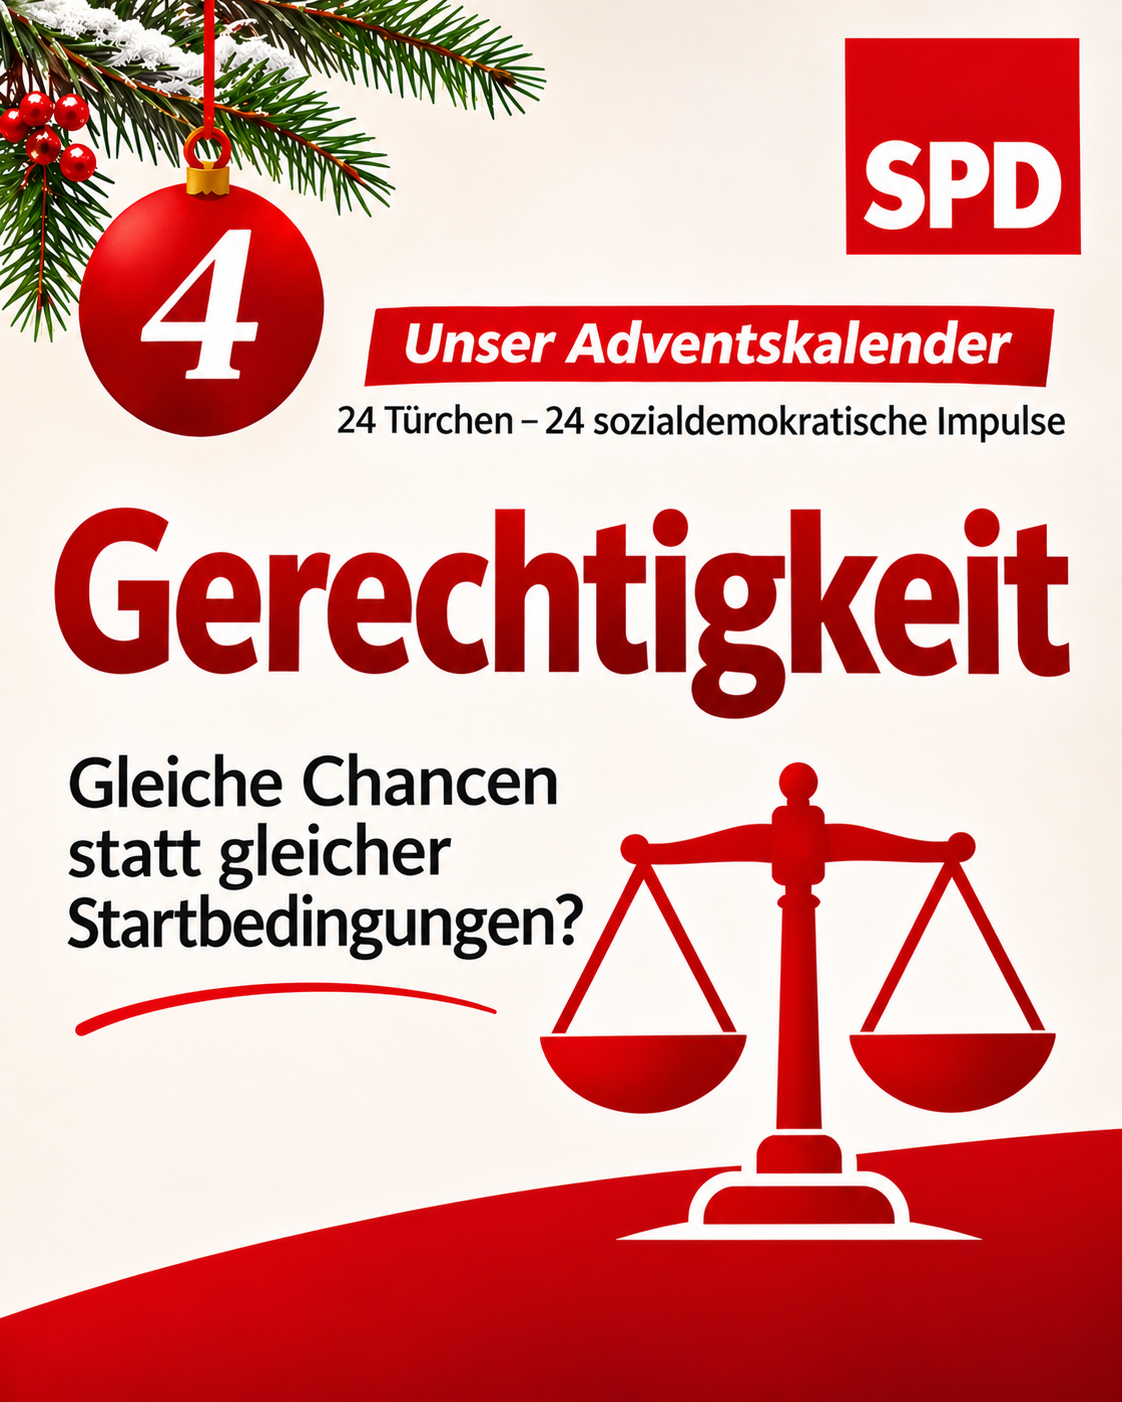 SPD
4
Unser Adventskalender
24 Türchen – 24 sozialdemokratische Impulse
Gerechtigkeit
Gleiche Chancen
statt gleicher
Startbedingungen?